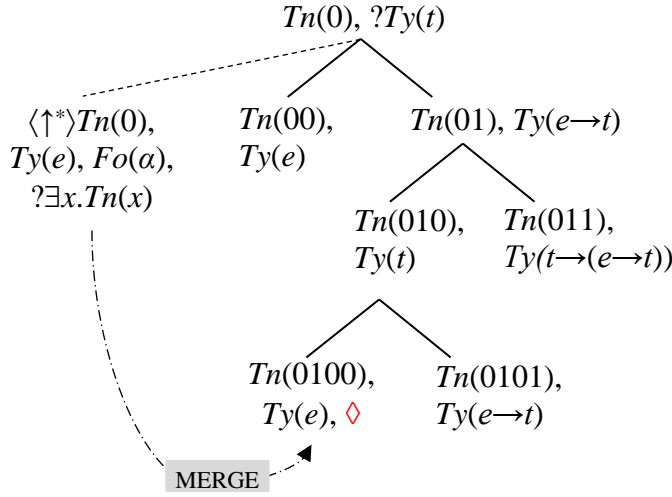 Tn(0), ?Ty(t)
⟨↑*⟩Tn(0),
Ty(e), Fo(α),
?∃x.Tn(x)
Tn(00),
Ty(e)
Tn(01), Ty(e→t)
Tn(010),
Ty(t)
Tn(011),
Ty(t→(e→t))
Tn(0100),
Ty(e), ◊
Tn(0101),
Ty(e→t)
MERGE